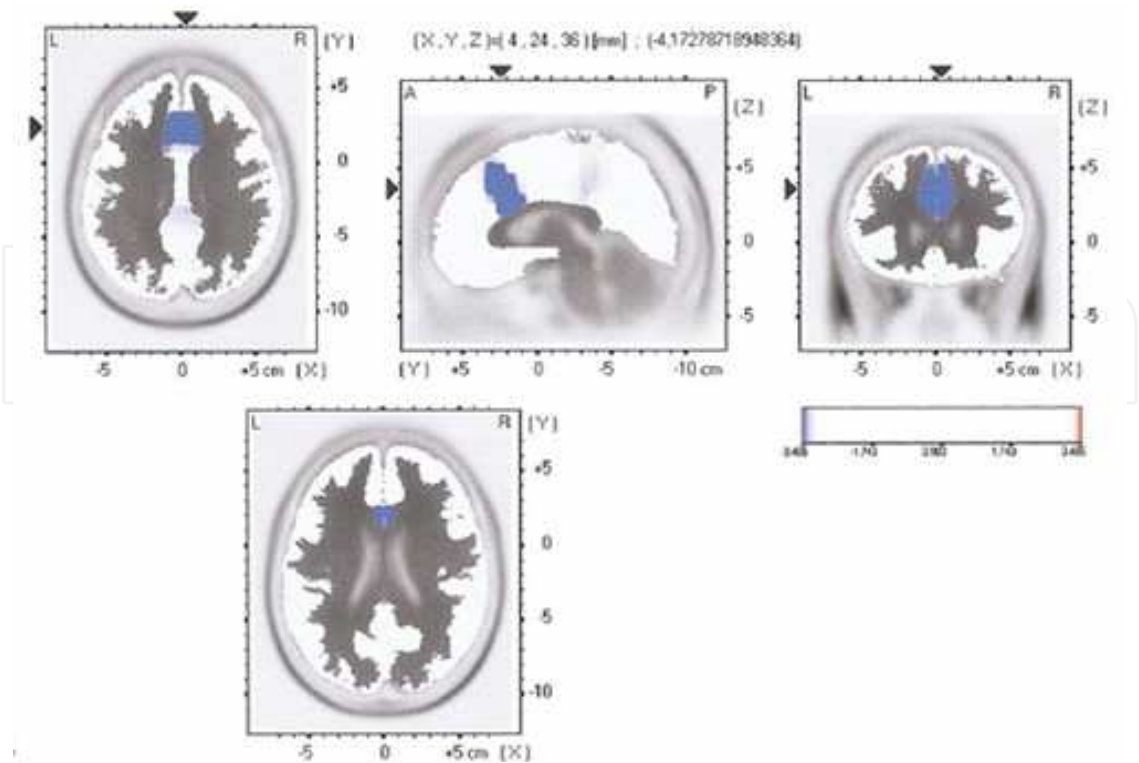 (X, Y, Z)=( 4 , 24 , 36 ) [mm] ; (-4,17278718948364)
L R (Y)
+5
0
-5
-10
-5 0 +5 cm (X)
A P (Z)
+5
0
-5
(Y) +5 0 -5 -10 cm
L R (Z)
+5
0
-5
-5 0 +5 cm (X)
L R (Y)
+5
0
-5
-10
-5 0 +5 cm (X)